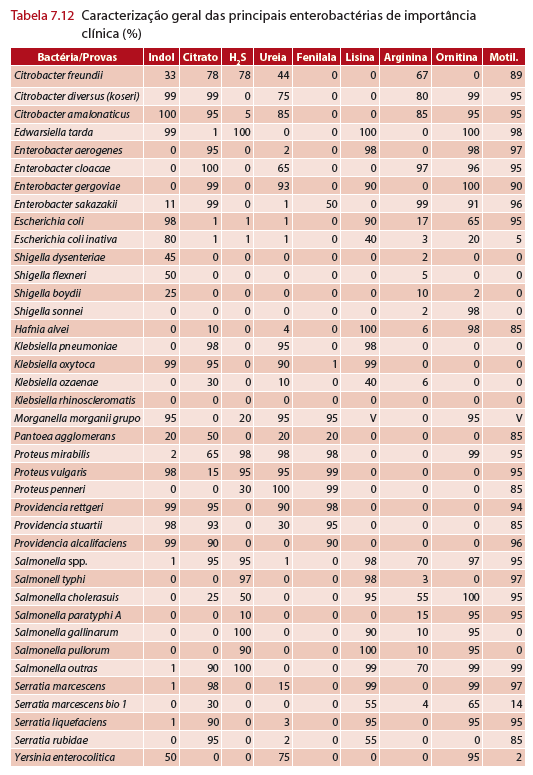 Tabela 7.12 Caracterização geral das principais enterobactérias de importância
clínica (%)
Bactéria/Provas Indol Citrato H2S Ureia Fenilala Lisina Arginina Ornitina Motil.
Citrobacter freundii 33 78 78 44 0 0 67 0 89
Citrobacter diversus (koseri) 99 99 0 75 0 0 80 99 95
Citrobacter amalonaticus 100 95 5 85 0 0 85 95 95
Edwarsiella tarda 99 1 100 0 0 100 0 100 98
Enterobacter aerogenes 0 95 0 2 0 98 0 98 97
Enterobacter cloacae 0 100 0 65 0 0 97 96 95
Enterobacter gergoviae 0 99 0 93 0 90 0 100 90
Enterobacter sakazakii 11 99 0 1 50 0 99 91 96
Escherichia coli 98 1 1 1 0 90 17 65 95
Escherichia coli inativa 80 1 1 1 0 40 3 20 5
Shigella dysenteriae 45 0 0 0 0 0 2 0 0
Shigella flexneri 50 0 0 0 0 0 5 0 0
Shigella boydii 25 0 0 0 0 0 10 2 0
Shigella sonnei 0 0 0 0 0 0 2 98 0
Hafnia alvei 0 10 0 4 0 100 6 98 85
Klebsiella pneumoniae 0 98 0 95 0 98 0 0 0
Klebsiella oxytoca 99 95 0 90 1 99 0 0 0
Klebsiella ozaenae 0 30 0 10 0 40 6 0 0
Klebsiella rhinoscleromatis 0 0 0 0 0 0 0 0 0
Morganella morganii grupo 95 0 20 95 95 V 0 95 V
Pantoea agglomerans 20 50 0 20 20 0 0 0 85
Proteus mirabilis 2 65 98 98 98 0 0 99 95
Proteus vulgaris 98 15 95 95 99 0 0 0 95
Proteus penneri 0 0 30 100 99 0 0 0 85
Providencia rettgeri 99 95 0 90 98 0 0 0 94
Providencia stuartii 98 93 0 30 95 0 0 0 85
Providencia alcalifaciens 99 90 0 0 90 0 0 0 96
Salmonella spp. 1 95 95 1 0 98 70 97 95
Salmonell typhi 0 0 97 0 0 98 3 0 97
Salmonella cholerasuis 0 25 50 0 0 95 55 100 95
Salmonella paratyphi A 0 0 10 0 0 0 15 95 95
Salmonella gallinarum 0 0 100 0 0 90 10 95 0
Salmonella pullorum 0 0 90 0 0 100 10 95 0
Salmonella outras 1 90 100 0 0 99 70 99 99
Serratia marcescens 1 98 0 15 0 99 0 99 97
Serratia marcescens bio 1 0 30 0 0 0 55 4 65 14
Serratia liquefaciens 1 90 0 3 0 95 0 95 95
Serratia rubidae 0 95 0 2 0 55 0 0 85
Yersinia enterocolitica 50 0 0 75 0 0 0 95 2